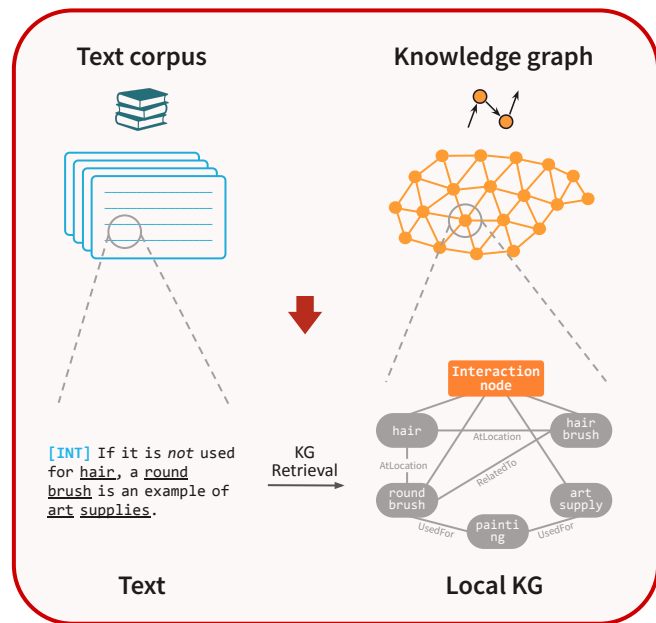 Text corpus
Knowledge graph
[INT] If it is not used
for hair, a round
brush is an example of
art supplies.
KG
Retrieval
Interaction
node
hair
AtLocation
hair
brush
AtLocation
RelatedTo
round
brush
art
supply
UsedFor
painti
ng
UsedFor
Text
Local KG